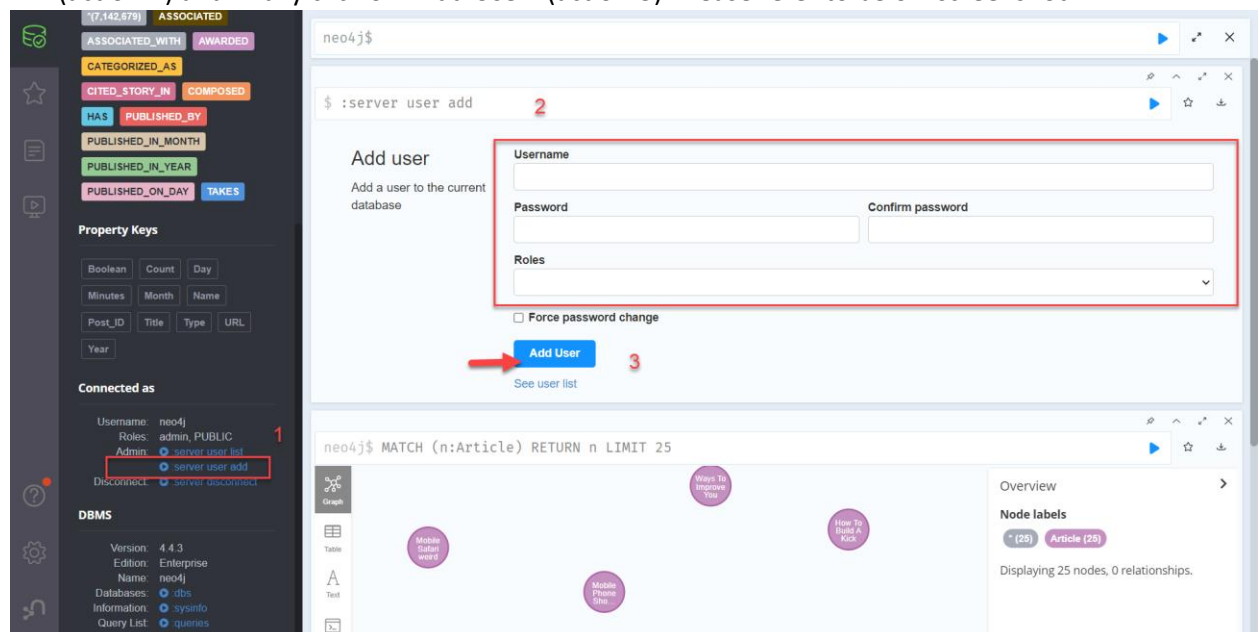 *(7,142,679) ASSOCIATED
ASSOCIATED_WITH AWARDED
CATEGORIZED_AS
CITED_STORY_IN COMPOSED
HAS PUBLISHED_BY
PUBLISHED_IN_MONTH
PUBLISHED_IN_YEAR
PUBLISHED_ON_DAY TAKES
Property Keys
Boolean Count Day
Minutes Month Name
Post_ID Title Type URL
Year
Connected as
Username: neo4j
Roles: admin, PUBLIC
1
Admin: :server user list
:server user add
Disconnect: :server disconnect
DBMS
Version: 4.4.3
Edition: Enterprise
Name: neo4j
Databases: :dbs
Information: :sysinfo
Query List: :queries
neo4j$
$ :server user add
2
Add user
Add a user to the current
database
Username
Password Confirm password
Roles
Force password change
Add User
3
See user list
neo4j$ MATCH (n:Article) RETURN n LIMIT 25
Graph
Table
A
Text
Ways To
Improve
You
How To
Build A
Kick
Mobile
Safari
weird
Mobile
Phone
Sho...
Overview
Node labels
* (25) Article (25)
Displaying 25 nodes, 0 relationships.